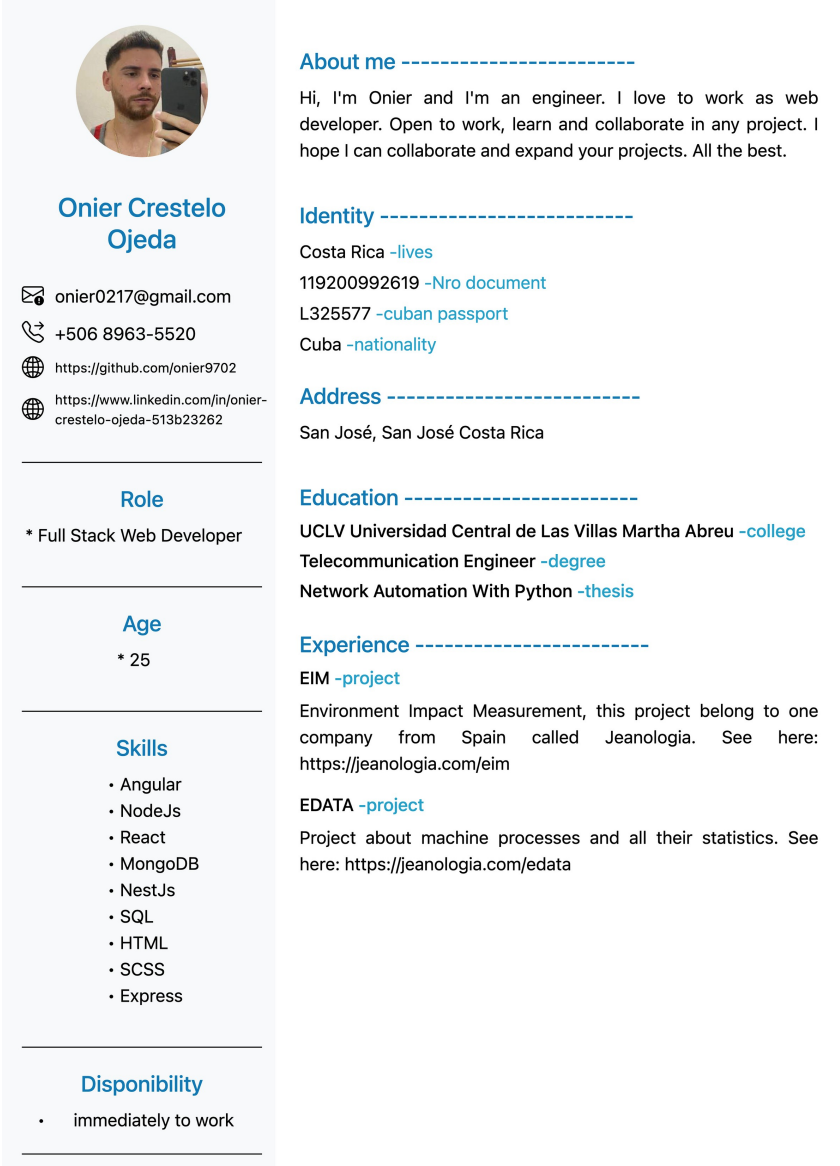 Onier Crestelo
Ojeda
onier0217@gmail.com
+506 8963-5520
https://github.com/onier9702
https://www.linkedin.com/in/onier-
crestelo-ojeda-513b23262
Role
* Full Stack Web Developer
Age
* 25
Skills
• Angular
• NodeJs
• React
• MongoDB
• NestJs
• SQL
• HTML
• SCSS
• Express
Disponibility
• immediately to work
About me ------------------------
Hi, I'm Onier and I'm an engineer. I love to work as web
developer. Open to work, learn and collaborate in any project. I
hope I can collaborate and expand your projects. All the best.
Identity --------------------------
Costa Rica -lives
119200992619 -Nro document
L325577 -cuban passport
Cuba -nationality
Address --------------------------
San José, San José Costa Rica
Education ------------------------
UCLV Universidad Central de Las Villas Martha Abreu -college
Telecommunication Engineer -degree
Network Automation With Python -thesis
Experience ------------------------
EIM -project
Environment Impact Measurement, this project belong to one
company from Spain called Jeanologia. See here:
https://jeanologia.com/eim
EDATA -project
Project about machine processes and all their statistics. See
here: https://jeanologia.com/edata